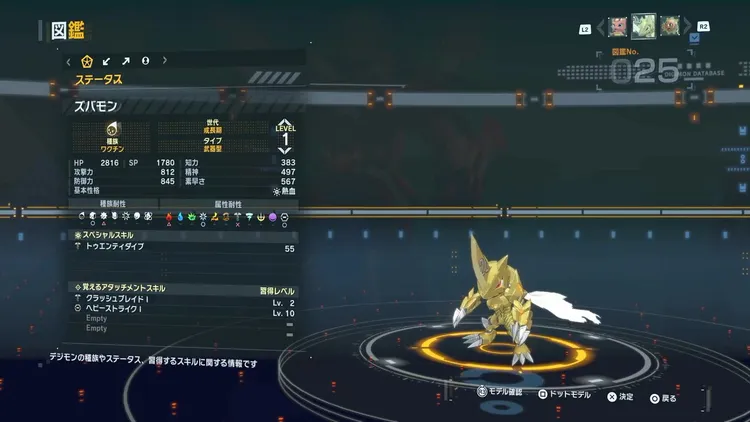 図鑑
L2
R2
図鑑No.
025
DIGIMON DATABASE
ステータス
ズバモン
種族
ワクチン
世代
成長期
タイプ
武器型
LEVEL
1
HP 2816 SP 1780 知力 383
攻撃力 812 精神 497
防御力 845 素早さ 567
基本性格 熱血
種族耐性 属性耐性
スペシャルスキル
トゥエンティダイブ 55
覚えるアタッチメントスキル 習得レベル
クラッシュブレイドI Lv. 2
ヘビーストライクI Lv. 10
Empty
Empty
デジモンの種族やステータス、習得するスキルに関する情報です
モデル確認 ドットモデル 決定 戻る